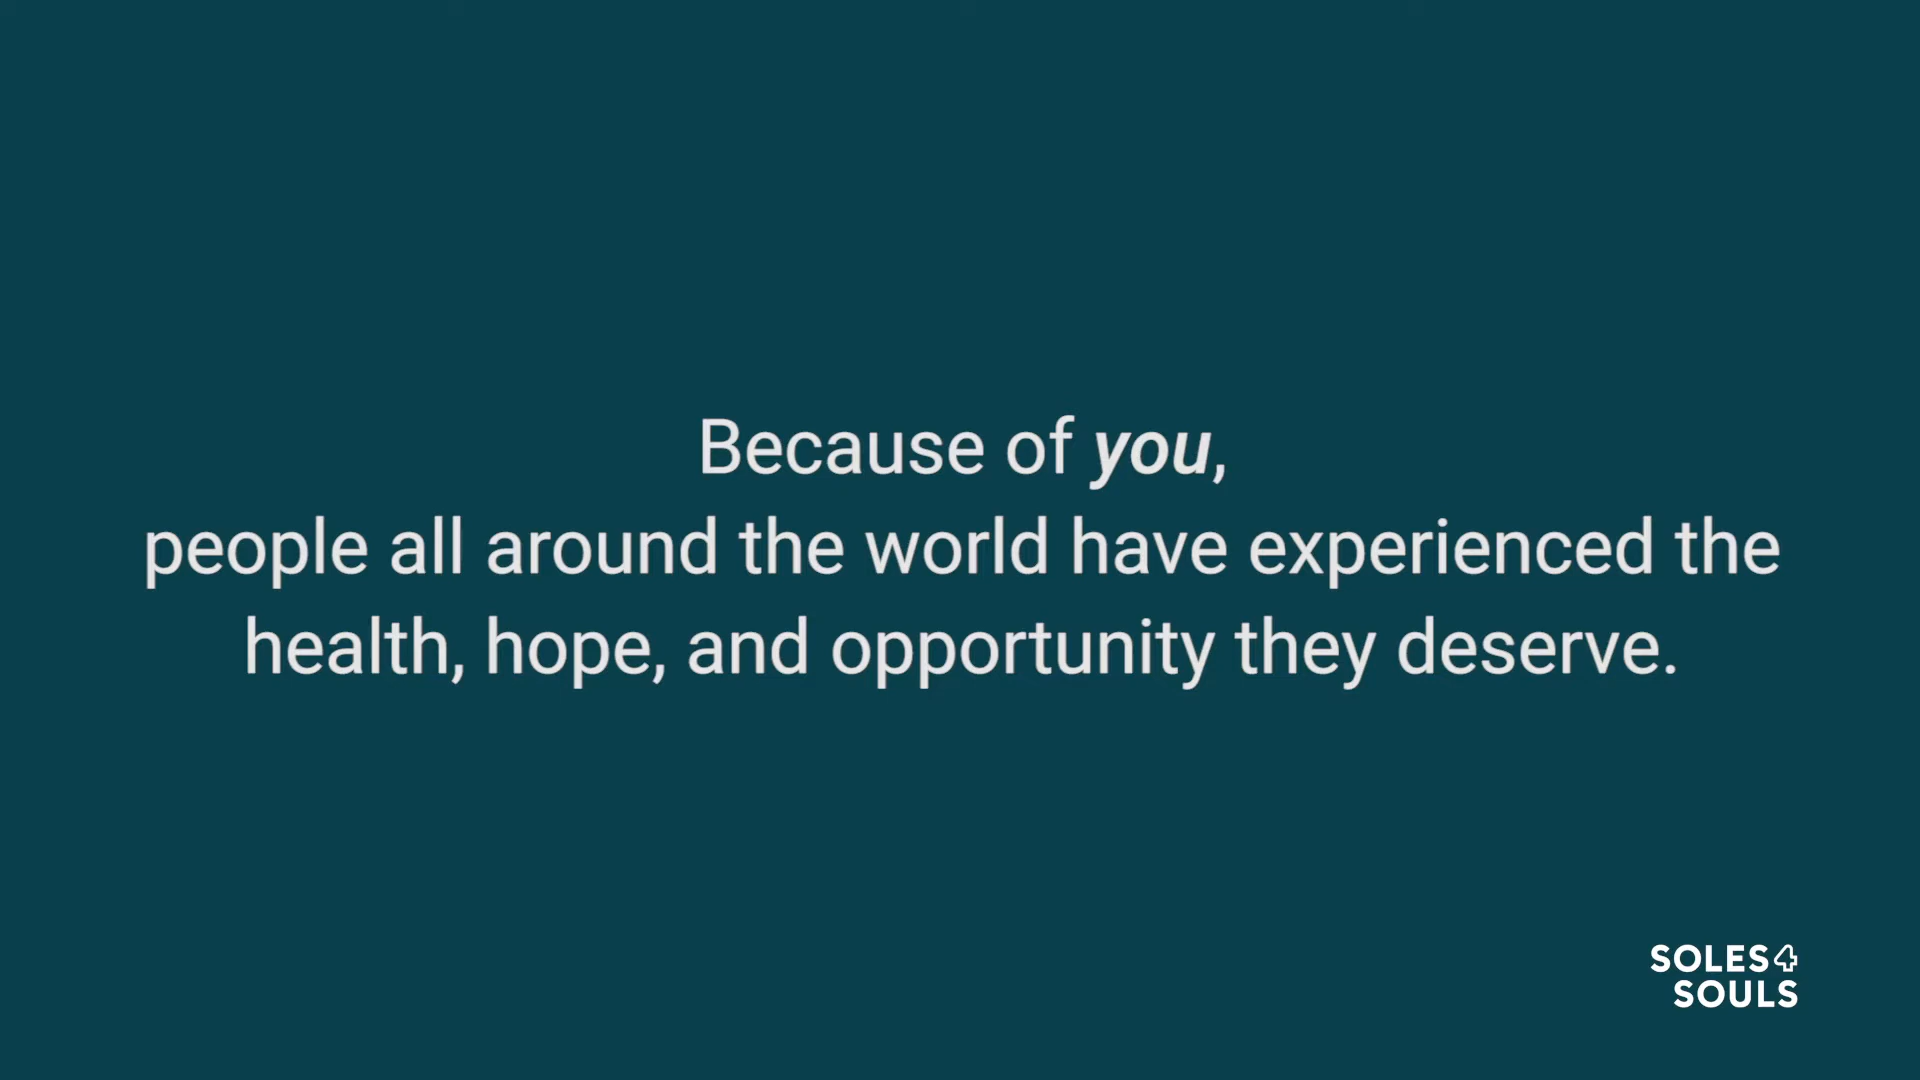 Because of you,
people all around the world have experienced the
health, hope, and opportunity they deserve.
SOLES4
SOULS